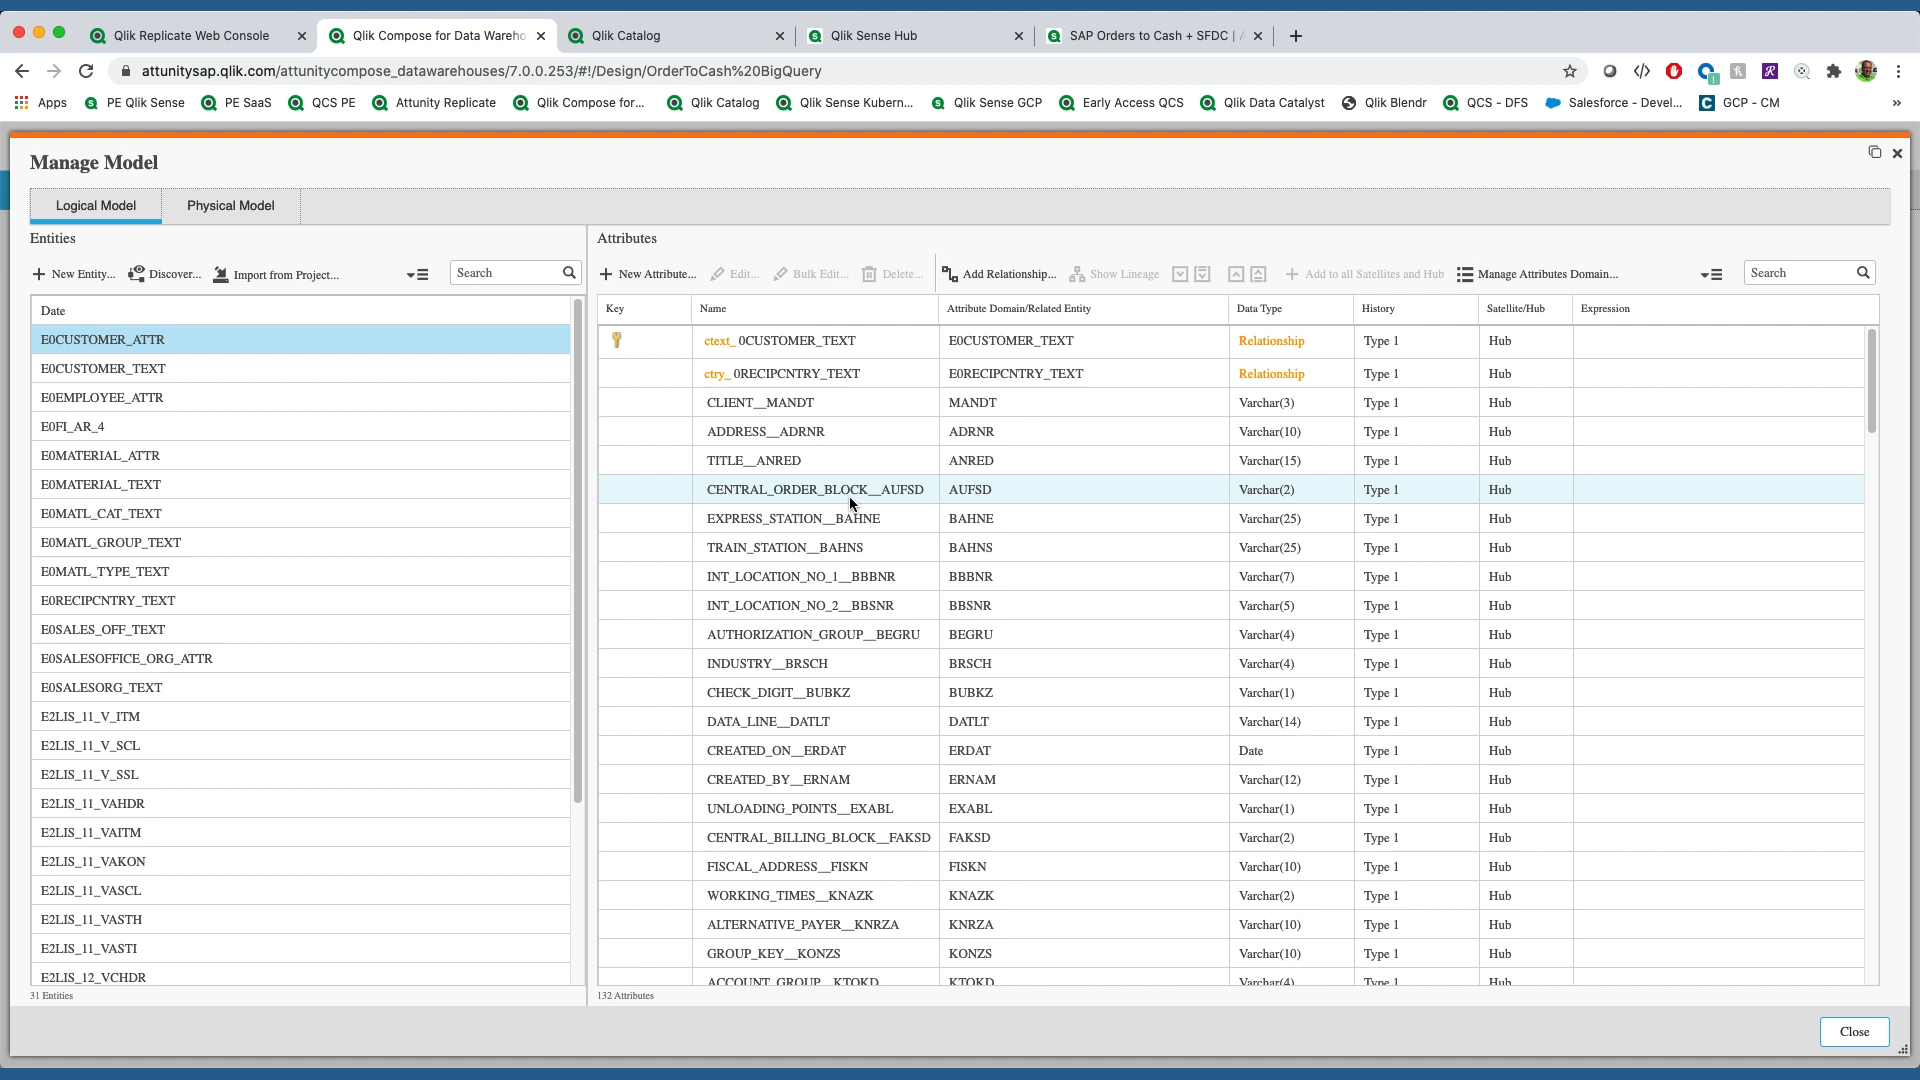 Qlik Replicate Web Console
Qlik Compose for Data Wareho
Qlik Catalog
Qlik Sense Hub
SAP Orders to Cash + SFDC |
attunitysap.qlik.com/attunitycompose_datawarehouses/7.0.0.253/#!/Design/OrderToCash%20BigQuery
Apps
PE Qlik Sense
PE SaaS
QCS PE
Attunity Replicate
Qlik Compose for...
Qlik Catalog
Qlik Sense Kubern...
Qlik Sense GCP
Early Access QCS
Qlik Data Catalyst
Qlik Blendr
QCS - DFS
Salesforce - Devel...
GCP - CM
»
Manage Model
Logical Model
Physical Model
Entities
New Entity...
Discover...
Import from Project...
Search
Date
E0CUSTOMER_ATTR
E0CUSTOMER_TEXT
E0EMPLOYEE_ATTR
E0FI_AR_4
E0MATERIAL_ATTR
E0MATERIAL_TEXT
E0MATL_CAT_TEXT
E0MATL_GROUP_TEXT
E0MATL_TYPE_TEXT
E0RECIPCNTRY_TEXT
E0SALES_OFF_TEXT
E0SALESOFFICE_ORG_ATTR
E0SALESORG_TEXT
E2LIS_11_V_ITM
E2LIS_11_V_SCL
E2LIS_11_V_SSL
E2LIS_11_VAHDR
E2LIS_11_VAITM
E2LIS_11_VAKON
E2LIS_11_VASCL
E2LIS_11_VASTH
E2LIS_11_VASTI
E2LIS_12_VCHDR
31 Entities
Attributes
New Attribute...
Edit...
Bulk Edit...
Delete...
Add Relationship...
Show Lineage
Add to all Satellites and Hub
Manage Attributes Domain...
Search
Key Name Attribute Domain/Related Entity Data Type History Satellite/Hub Expression
ctext_ 0CUSTOMER_TEXT E0CUSTOMER_TEXT Relationship Type 1 Hub
ctry_ 0RECIPCNTRY_TEXT E0RECIPCNTRY_TEXT Relationship Type 1 Hub
CLIENT__MANDT MANDT Varchar(3) Type 1 Hub
ADDRESS__ADRNR ADRNR Varchar(10) Type 1 Hub
TITLE__ANRED ANRED Varchar(15) Type 1 Hub
CENTRAL_ORDER_BLOCK__AUFSD AUFSD Varchar(2) Type 1 Hub
EXPRESS_STATION__BAHNE BAHNE Varchar(25) Type 1 Hub
TRAIN_STATION__BAHNS BAHNS Varchar(25) Type 1 Hub
INT_LOCATION_NO_1__BBBNR BBBNR Varchar(7) Type 1 Hub
INT_LOCATION_NO_2__BBSNR BBSNR Varchar(5) Type 1 Hub
AUTHORIZATION_GROUP__BEGRU BEGRU Varchar(4) Type 1 Hub
INDUSTRY__BRSCH BRSCH Varchar(4) Type 1 Hub
CHECK_DIGIT__BUBKZ BUBKZ Varchar(1) Type 1 Hub
DATA_LINE__DATLT DATLT Varchar(14) Type 1 Hub
CREATED_ON__ERDAT ERDAT Date Type 1 Hub
CREATED_BY__ERNAM ERNAM Varchar(12) Type 1 Hub
UNLOADING_POINTS__EXABL EXABL Varchar(1) Type 1 Hub
CENTRAL_BILLING_BLOCK__FAKSD FAKSD Varchar(2) Type 1 Hub
FISCAL_ADDRESS__FISKN FISKN Varchar(10) Type 1 Hub
WORKING_TIMES__KNAZK KNAZK Varchar(2) Type 1 Hub
ALTERNATIVE_PAYER__KNRZA KNRZA Varchar(10) Type 1 Hub
GROUP_KEY__KONZS KONZS Varchar(10) Type 1 Hub
ACCOUNT_GROUP__KTOKD KTOKD Varchar(4) Type 1 Hub
132 Attributes
Close